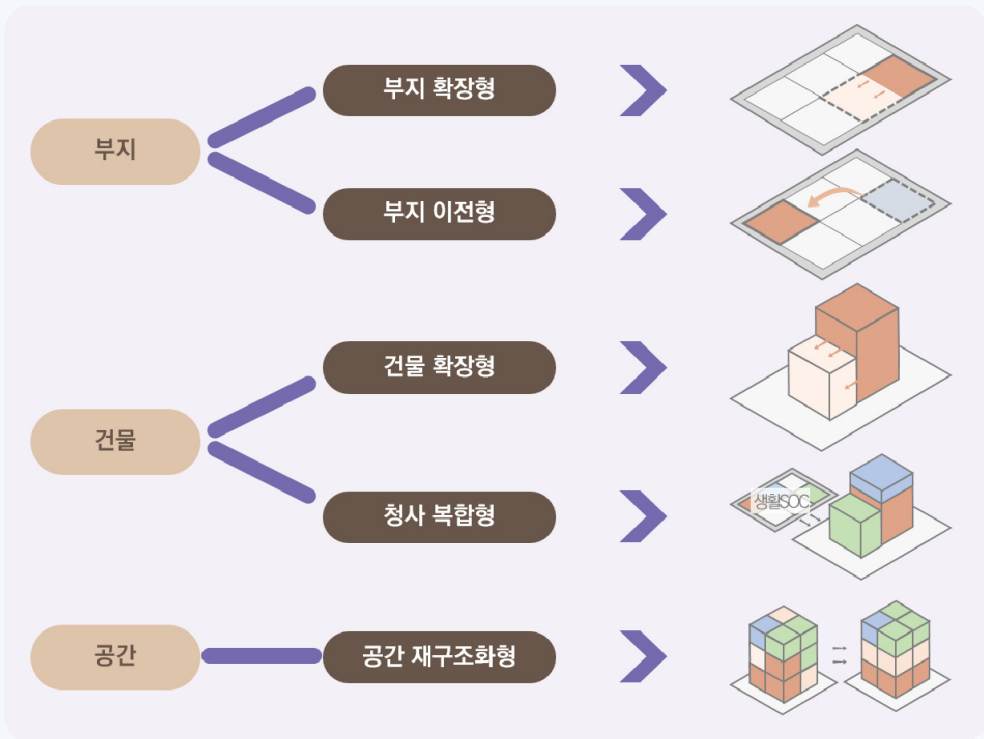 부지
부지 확장형
부지 이전형
건물
건물 확장형
청사 복합형
생활SOC
공간
공간 재구조화형